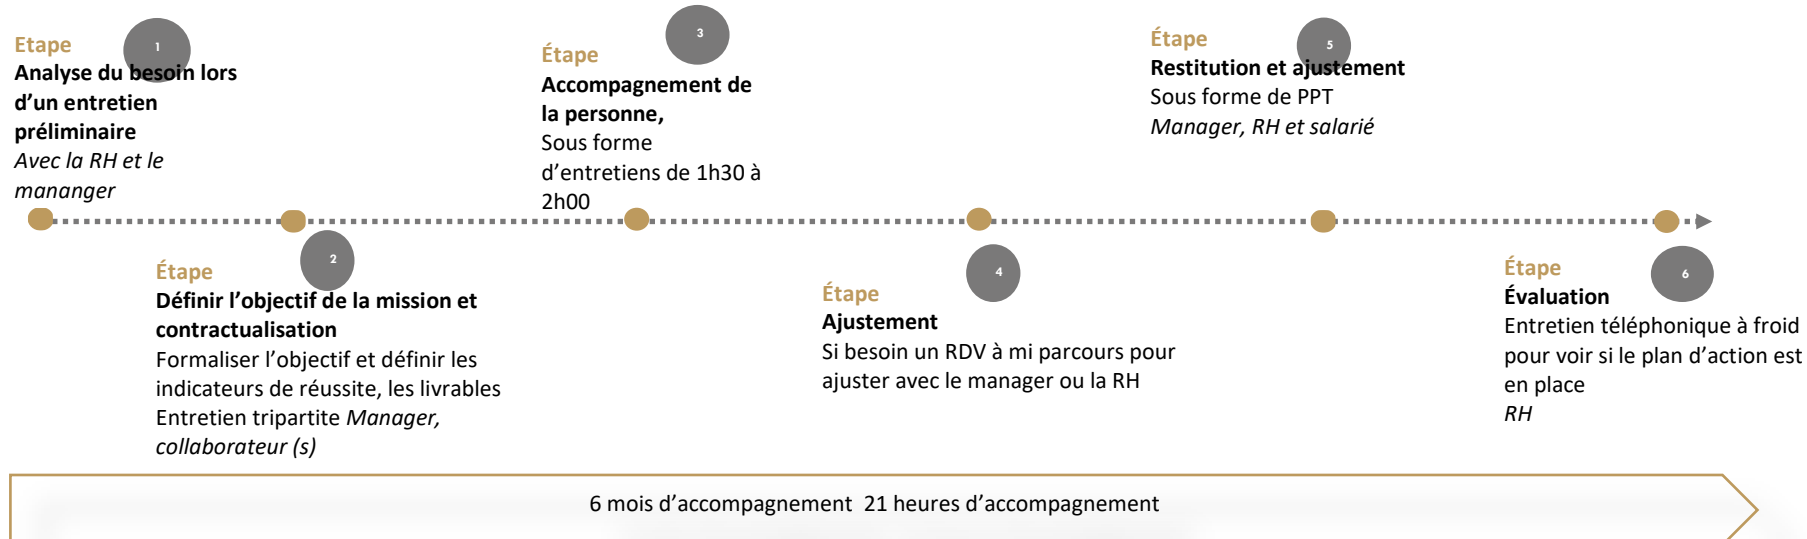 Etape 1
Analyse du besoin lors
d’un entretien
préliminaire
Avec la RH et le
mananger
Étape 2
Définir l’objectif de la mission et
contractualisation
Formaliser l’objectif et définir les
indicateurs de réussite, les livrables
Entretien tripartite Manager,
collaborateur (s)
Étape 3
Accompagnement de
la personne,
Sous forme
d’entretiens de 1h30 à
2h00
Étape 4
Ajustement
Si besoin un RDV à mi parcours pour
ajuster avec le manager ou la RH
Étape 5
Restitution et ajustement
Sous forme de PPT
Manager, RH et salarié
Étape 6
Évaluation
Entretien téléphonique à froid
pour voir si le plan d’action est
en place
RH
6 mois d’accompagnement  21 heures d’accompagnement